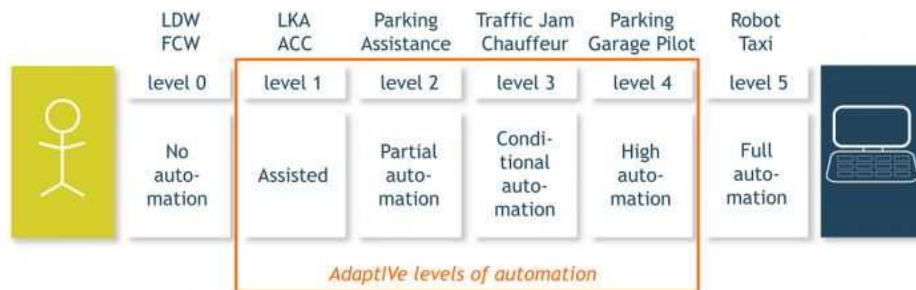 LDW
FCW
LKA
ACC
Parking
Assistance
Traffic Jam
Chauffeur
Parking
Garage Pilot
Robot
Taxi
level 0
level 1
level 2
level 3
level 4
level 5
No
auto-
mation
Assisted
Partial
auto-
mation
Condi-
tional
auto-
mation
High
auto-
mation
Full
auto-
mation
AdaptIVe levels of automation